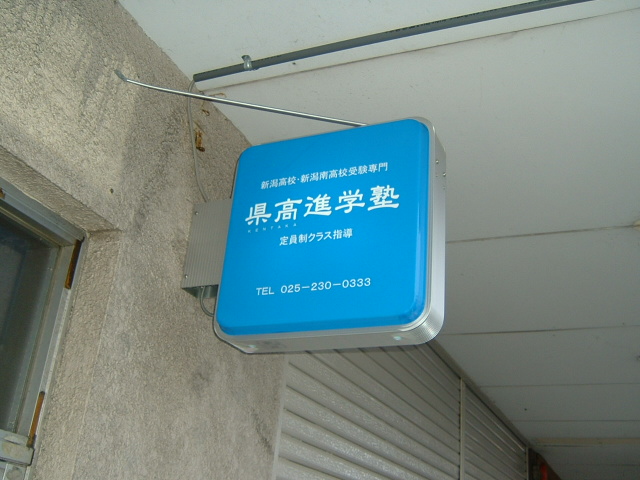 新潟高校・新潟南高校受験専門
県高進学塾
KENTAKA
定員制クラス指導
TEL 025-230-0333